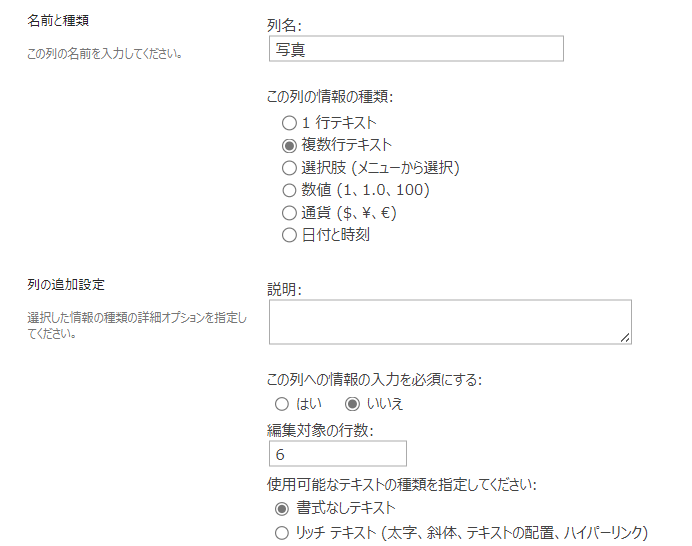 名前と種類
この列の名前を入力してください。
列名:
写真
この列の情報の種類:
1 行テキスト
複数行テキスト
選択肢 (メニューから選択)
数値 (1、1.0、100)
通貨 ($、¥、€)
日付と時刻
列の追加設定
選択した情報の種類の詳細オプションを指定し
てください。
説明:
この列への情報の入力を必須にする:
はい いいえ
編集対象の行数:
6
使用可能なテキストの種類を指定してください:
書式なしテキスト
リッチ テキスト (太字、斜体、テキストの配置、ハイパーリンク)